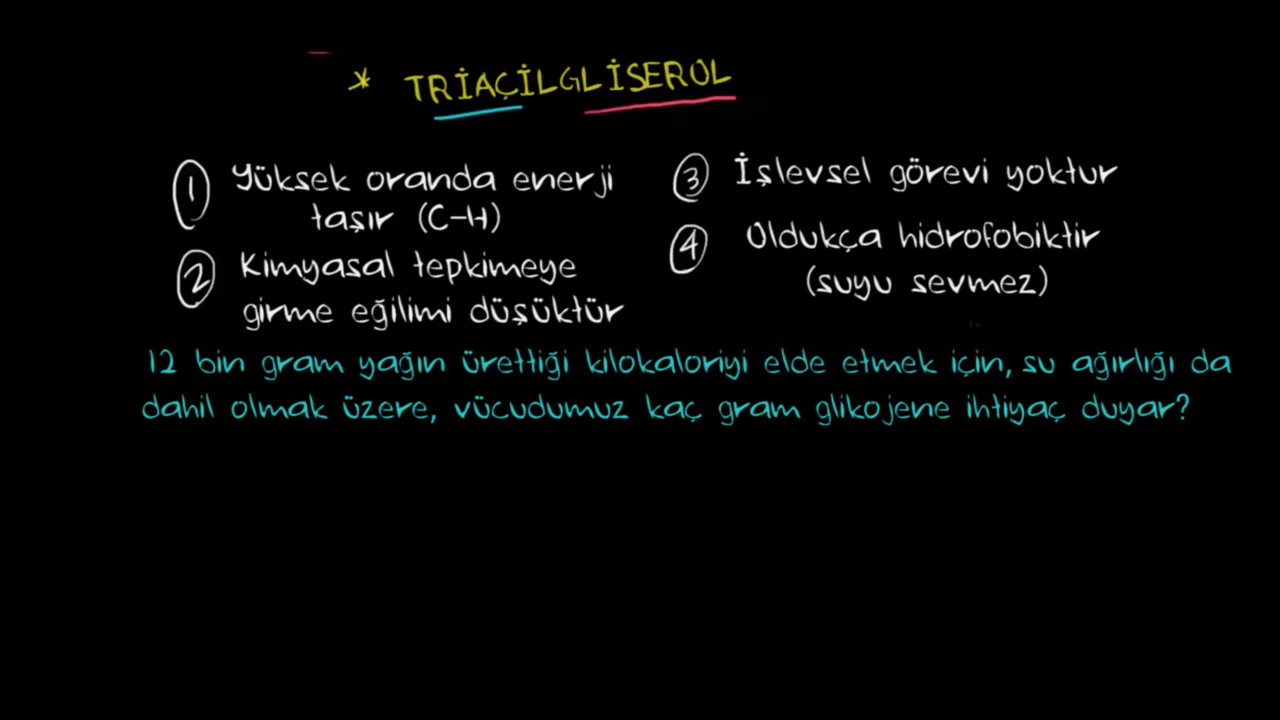 * TRİAÇİLGLİSEROL
1 Yüksek oranda enerji
taşır (C-H)
2 Kimyasal tepkimeye
girme eğilimi düşüktür
3 İşlevsel görevi yoktur
4 Oldukça hidrofobiktir
(suyu sevmez)
12 bin gram yağın ürettiği kilokaloriyi elde etmek için, su ağırlığı da
dahil olmak üzere, vücudumuz kaç gram glikojene ihtiyaç duyar?